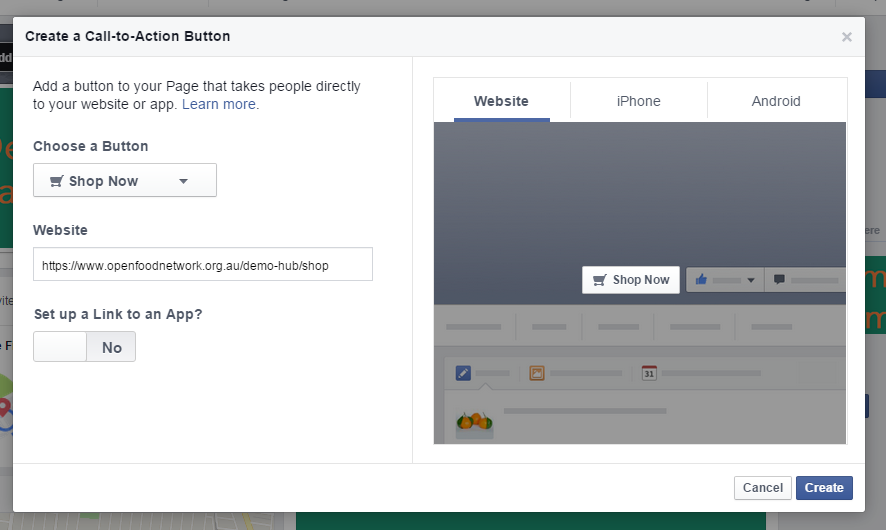 Create a Call-to-Action Button
Add a button to your Page that takes people directly
to your website or app. Learn more.
Choose a Button
Shop Now
Website
https://www.openfoodnetwork.org.au/demo-hub/shop
Set up a Link to an App?
No
Website
iPhone
Android
Shop Now
31
Cancel
Create